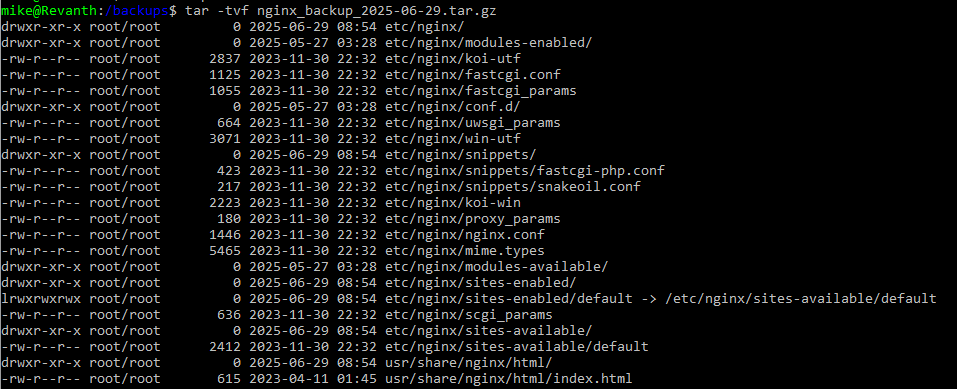 mike@Revanth:/backups$ tar -tvf nginx_backup_2025-06-29.tar.gz
drwxr-xr-x root/root         0 2025-06-29 08:54 etc/nginx/
drwxr-xr-x root/root         0 2025-05-27 03:28 etc/nginx/modules-enabled/
-rw-r--r-- root/root      2837 2023-11-30 22:32 etc/nginx/koi-utf
-rw-r--r-- root/root      1125 2023-11-30 22:32 etc/nginx/fastcgi.conf
-rw-r--r-- root/root      1055 2023-11-30 22:32 etc/nginx/fastcgi_params
drwxr-xr-x root/root         0 2025-05-27 03:28 etc/nginx/conf.d/
-rw-r--r-- root/root       664 2023-11-30 22:32 etc/nginx/uwsgi_params
-rw-r--r-- root/root      3071 2023-11-30 22:32 etc/nginx/win-utf
drwxr-xr-x root/root         0 2025-06-29 08:54 etc/nginx/snippets/
-rw-r--r-- root/root       423 2023-11-30 22:32 etc/nginx/snippets/fastcgi-php.conf
-rw-r--r-- root/root       217 2023-11-30 22:32 etc/nginx/snippets/snakeoil.conf
-rw-r--r-- root/root      2223 2023-11-30 22:32 etc/nginx/koi-win
-rw-r--r-- root/root       180 2023-11-30 22:32 etc/nginx/proxy_params
-rw-r--r-- root/root      1446 2023-11-30 22:32 etc/nginx/nginx.conf
-rw-r--r-- root/root      5465 2023-11-30 22:32 etc/nginx/mime.types
drwxr-xr-x root/root         0 2025-05-27 03:28 etc/nginx/modules-available/
drwxr-xr-x root/root         0 2025-06-29 08:54 etc/nginx/sites-enabled/
lrwxrwxrwx root/root         0 2025-06-29 08:54 etc/nginx/sites-enabled/default -> /etc/nginx/sites-available/default
-rw-r--r-- root/root       636 2023-11-30 22:32 etc/nginx/scgi_params
drwxr-xr-x root/root         0 2025-06-29 08:54 etc/nginx/sites-available/
-rw-r--r-- root/root      2412 2023-11-30 22:32 etc/nginx/sites-available/default
drwxr-xr-x root/root         0 2025-06-29 08:54 usr/share/nginx/html/
-rw-r--r-- root/root       615 2023-04-11 01:45 usr/share/nginx/html/index.html